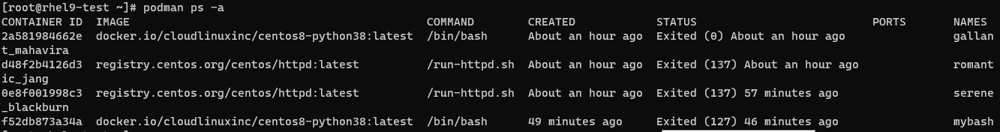 [root@rhel9-test ~]# podman ps -a
CONTAINER ID  IMAGE                                      COMMAND        CREATED            STATUS                          PORTS       NAMES
2a581984662e  docker.io/cloudlinuxinc/centos8-python38:latest  /bin/bash      About an hour ago  Exited (0) About an hour ago                gallan
t_mahavira
d48f2b4126d3  registry.centos.org/centos/httpd:latest    /run-httpd.sh  About an hour ago  Exited (137) About an hour ago              romant
ic_jang
0e8f001998c3  registry.centos.org/centos/httpd:latest    /run-httpd.sh  About an hour ago  Exited (137) 57 minutes ago                 serene
_blackburn
f52db873a34a  docker.io/cloudlinuxinc/centos8-python38:latest  /bin/bash      49 minutes ago     Exited (127) 46 minutes ago                 mybash